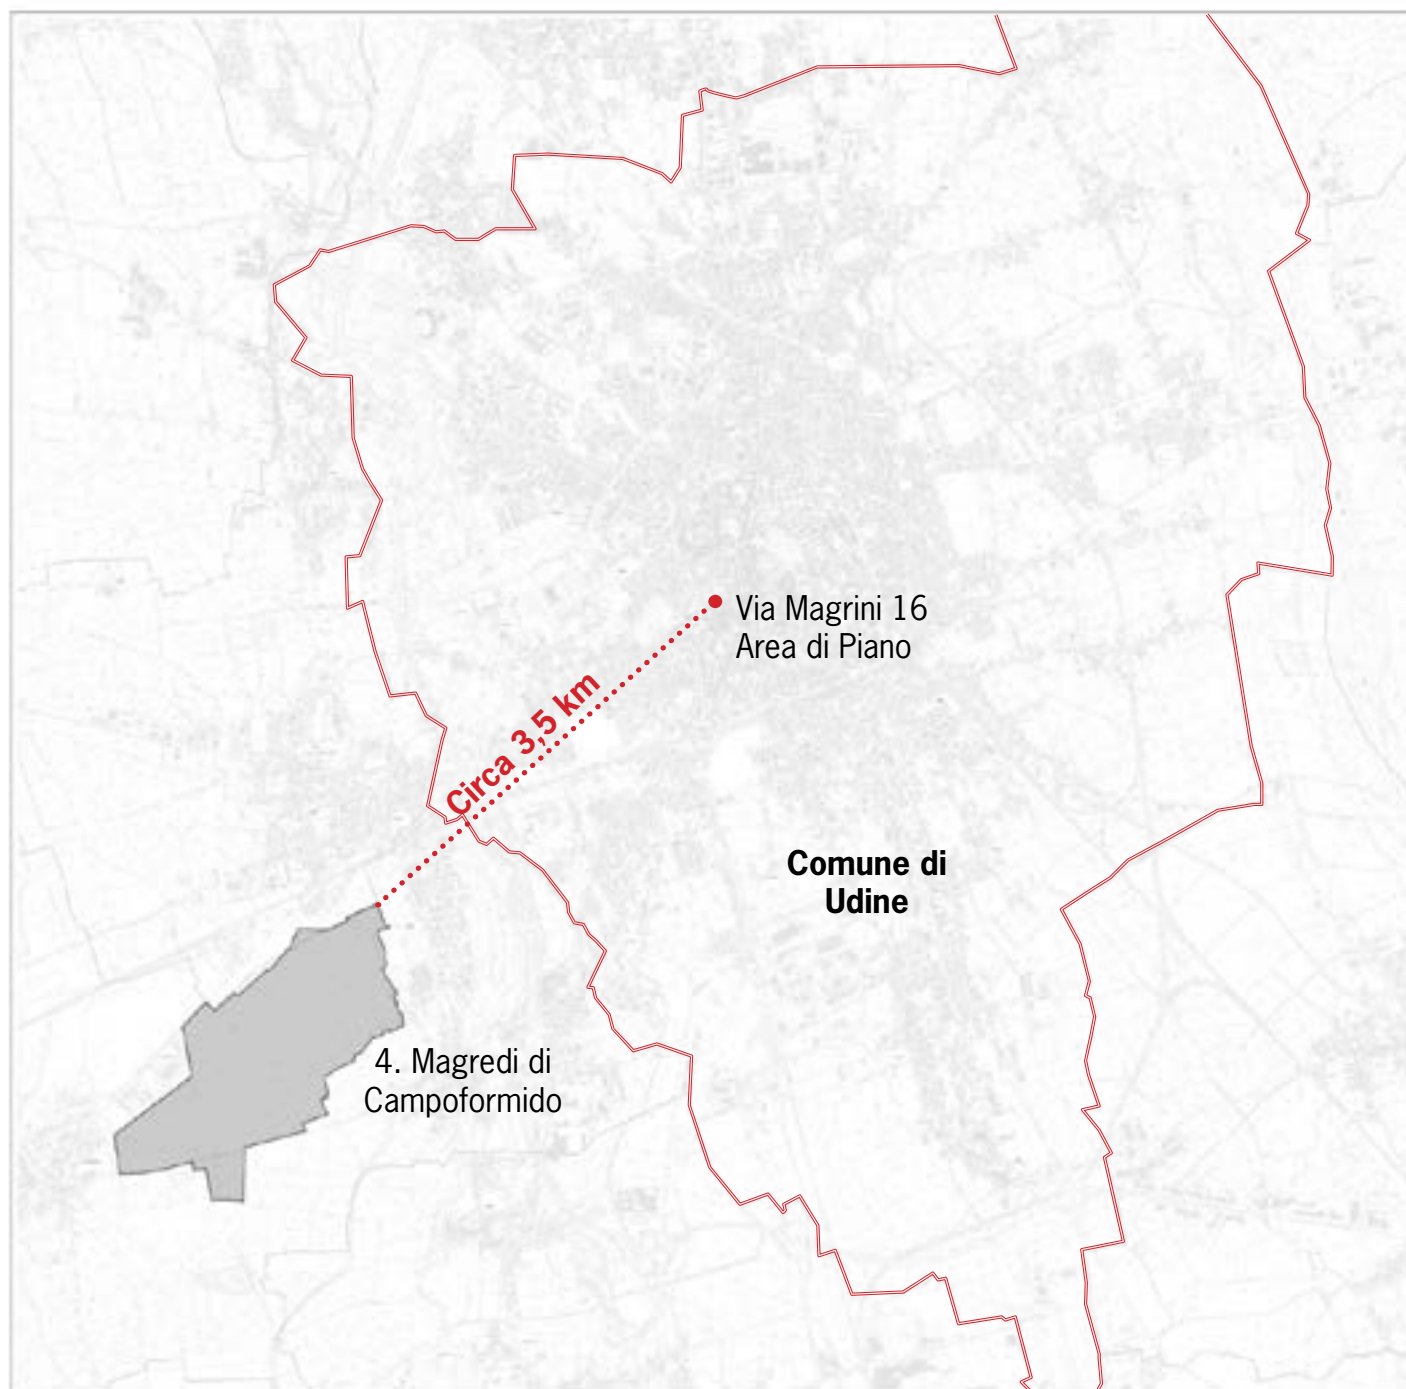 Via Magrini 16
Area di Piano
Circa 3,5 km
Comune di
Udine
4. Magredi di
Campoformido